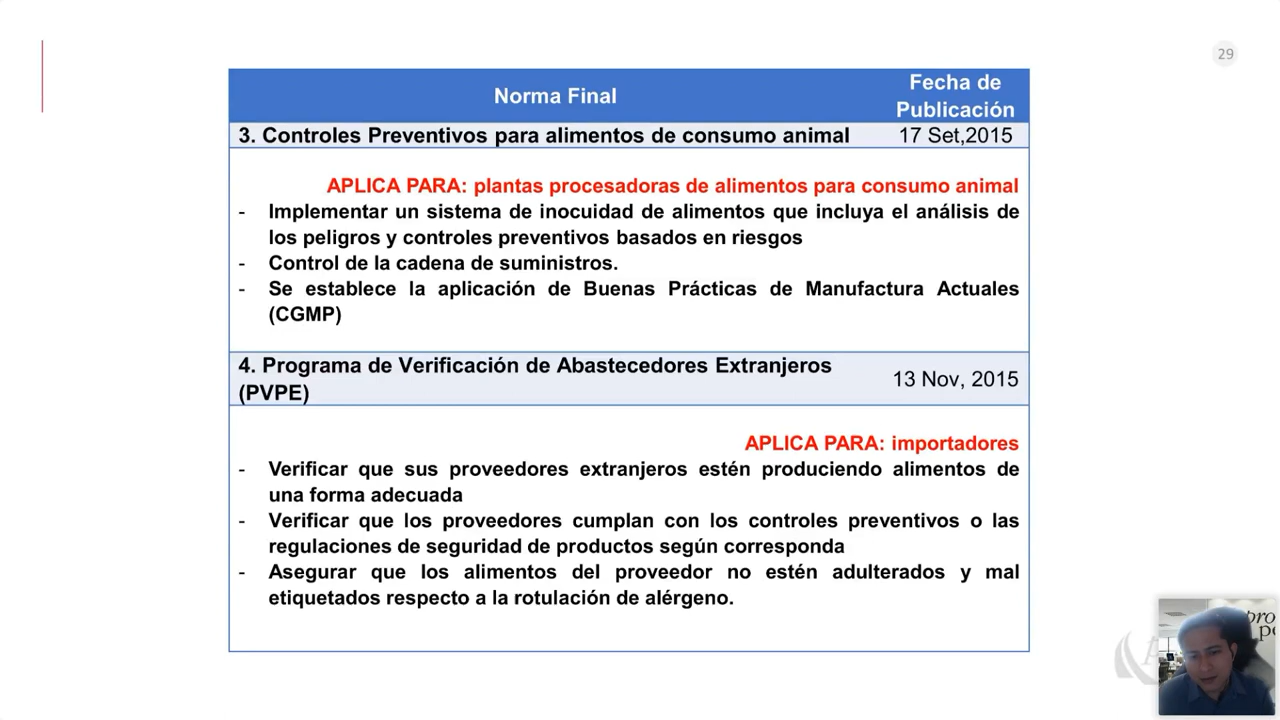 29
Norma Final
Fecha de
Publicación
3. Controles Preventivos para alimentos de consumo animal
17 Set,2015
APLICA PARA: plantas procesadoras de alimentos para consumo animal
- Implementar un sistema de inocuidad de alimentos que incluya el análisis de
los peligros y controles preventivos basados en riesgos
- Control de la cadena de suministros.
- Se establece la aplicación de Buenas Prácticas de Manufactura Actuales
(CGMP)
4. Programa de Verificación de Abastecedores Extranjeros
(PVPE)
13 Nov, 2015
APLICA PARA: importadores
- Verificar que sus proveedores extranjeros estén produciendo alimentos de
una forma adecuada
- Verificar que los proveedores cumplan con los controles preventivos o las
regulaciones de seguridad de productos según corresponda
- Asegurar que los alimentos del proveedor no estén adulterados y mal
etiquetados respecto a la rotulación de alérgeno.